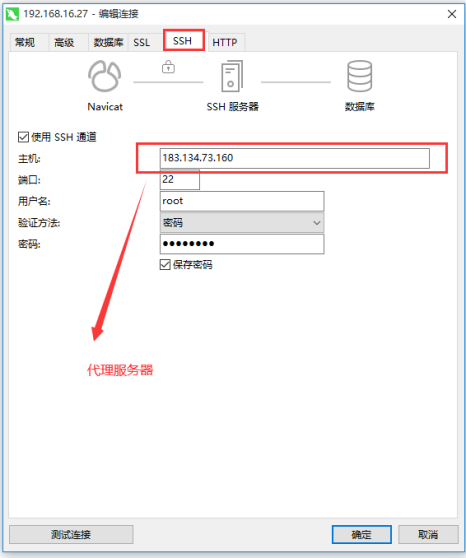 192.168.16.27 - 编辑连接
常规 高级 数据库 SSL SSH HTTP
Navicat SSH 服务器 数据库
使用 SSH 通道
主机: 183.134.73.160
端口: 22
用户名: root
验证方法: 密码
密码: ●●●●●●●●
保存密码
代理服务器
测试连接 确定 取消